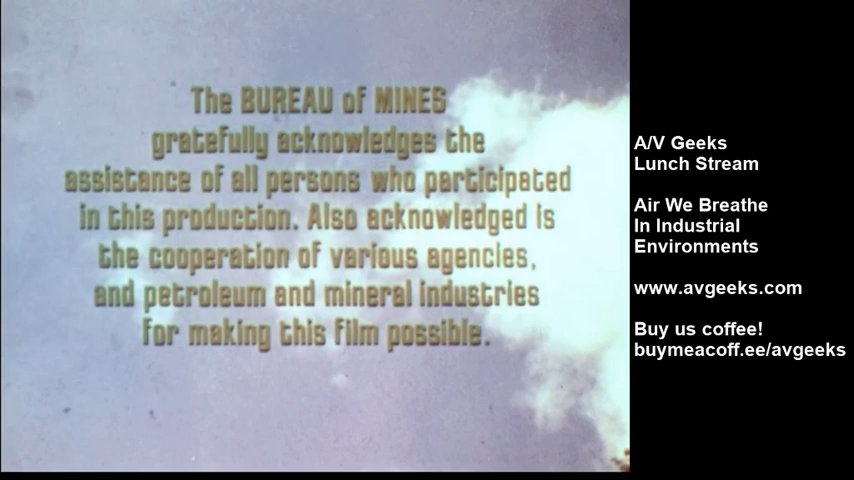 The BUREAU of MINES
gratefully acknowledges the
assistance of all persons who participated
in this production. Also acknowledged is
the cooperation of various agencies,
and petroleum and mineral industries
for making this film possible.
A/V Geeks
Lunch Stream
Air We Breathe
In Industrial
Environments
www.avgeeks.com
Buy us coffee!
buymeacoff.ee/avgeeks